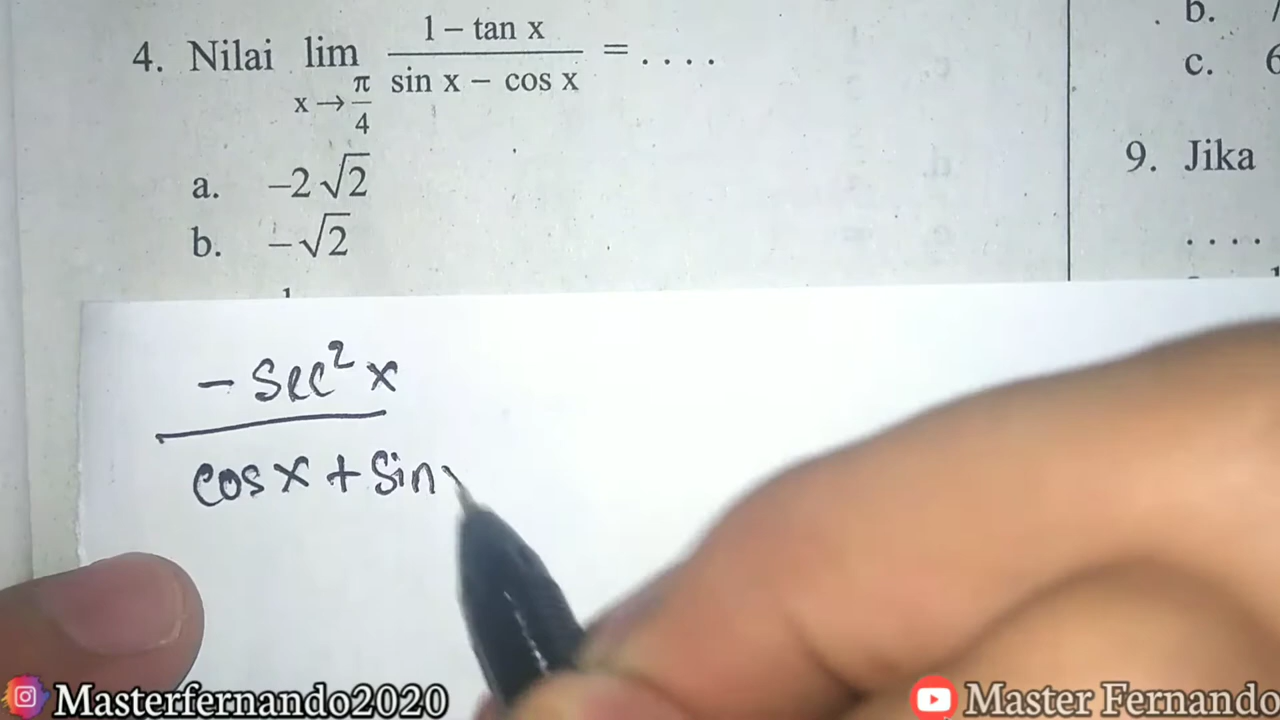 4. Nilai lim x→π/4 (1 – tan x)/(sin x – cos x) = ....
a. –2√2
b. –√2
b.
c. 6
9. Jika
....
– sec² x
cos x + sin
Masterfernando2020
Master Fernando